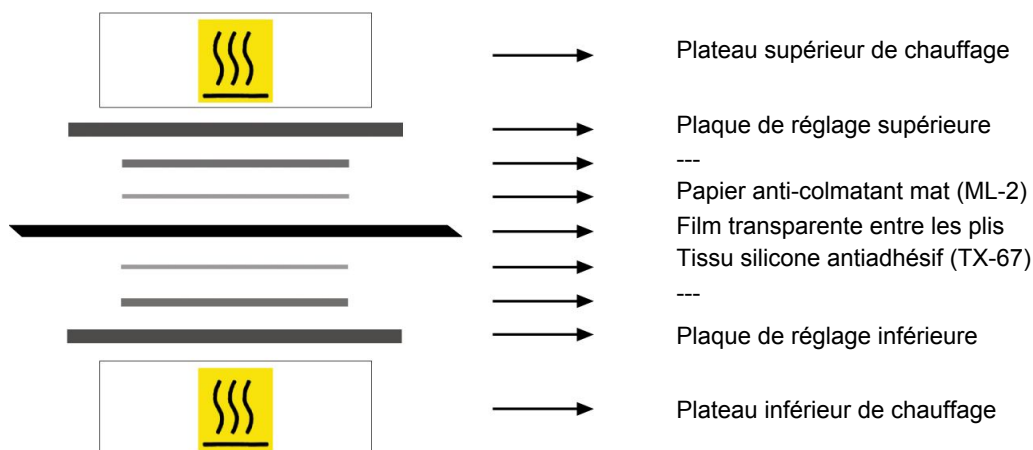 Plateau supérieur de chauffage
Plaque de réglage supérieure
---
Papier anti-colmatant mat (ML-2)
Film transparente entre les plis
Tissu silicone antiadhésif (TX-67)
---
Plaque de réglage inférieure
Plateau inférieur de chauffage